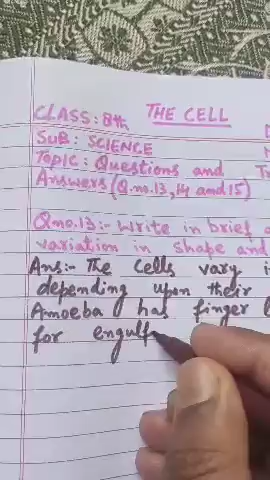 CLASS: 8th THE CELL
SUB: SCIENCE
TOPIC: Questions and
Answers (Q.no.13, 14 and 15)
Q.no.13:- Write in brief
variation in shape and
Ans:- The Cells vary
depending upon their
Amoeba has finger
for engulf